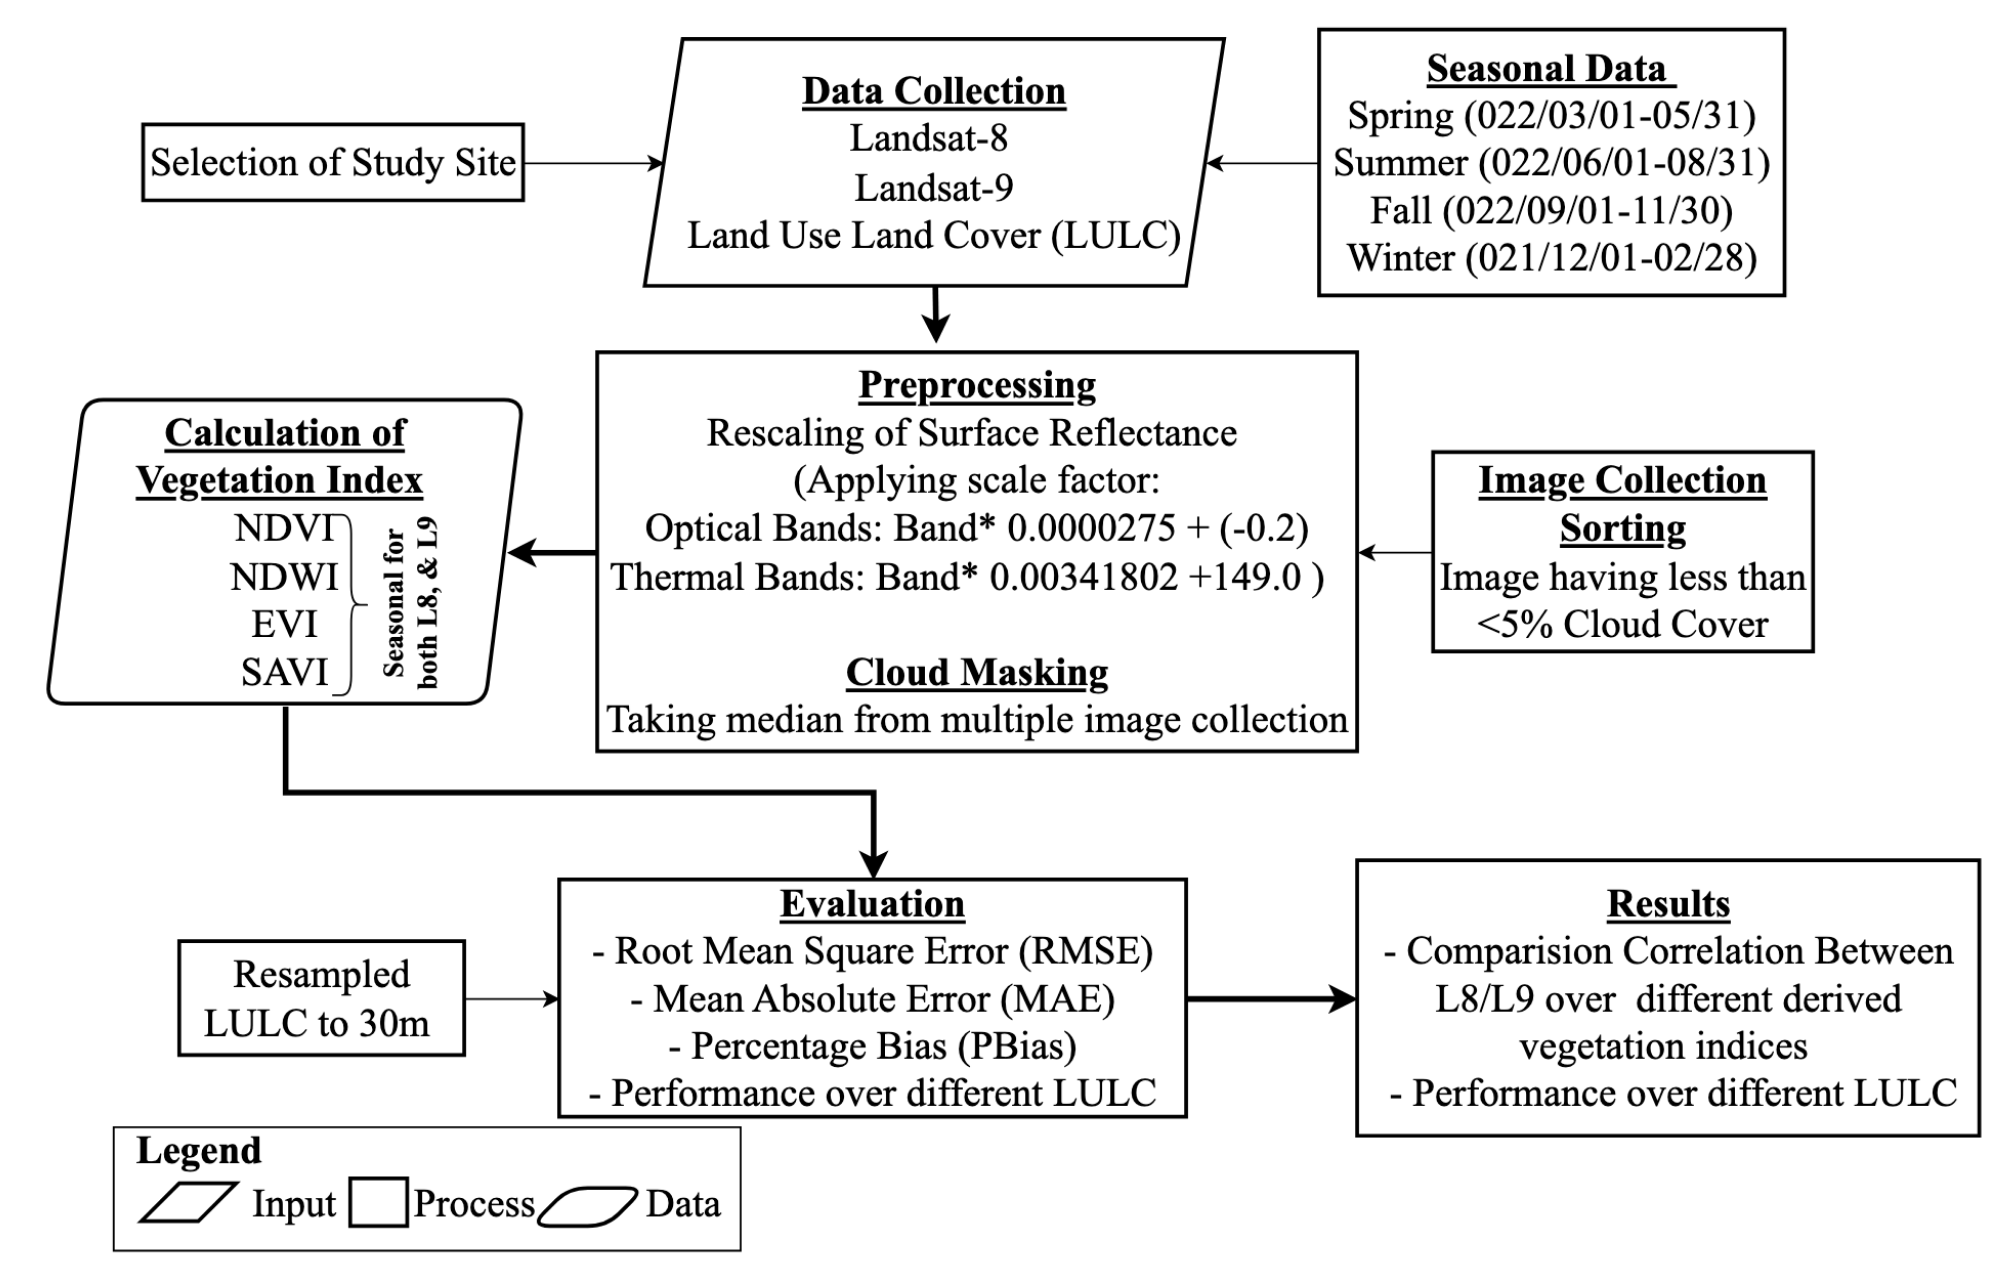 Selection of Study Site
Data Collection
Landsat-8
Landsat-9
Land Use Land Cover (LULC)
Seasonal Data
Spring (022/03/01-05/31)
Summer (022/06/01-08/31)
Fall (022/09/01-11/30)
Winter (021/12/01-02/28)
Preprocessing
Rescaling of Surface Reflectance
(Applying scale factor:
Optical Bands: Band* 0.0000275 + (-0.2)
Thermal Bands: Band* 0.00341802 +149.0 )
Cloud Masking
Taking median from multiple image collection
Image Collection
Sorting
Image having less than
<5% Cloud Cover
Calculation of
Vegetation Index
NDVI
NDWI
EVI
SAVI
Seasonal for
both L8, & L9
Resampled
LULC to 30m
Evaluation
- Root Mean Square Error (RMSE)
- Mean Absolute Error (MAE)
- Percentage Bias (PBias)
- Performance over different LULC
Results
- Comparision Correlation Between
L8/L9 over different derived
vegetation indices
- Performance over different LULC
Legend
Input
Process
Data